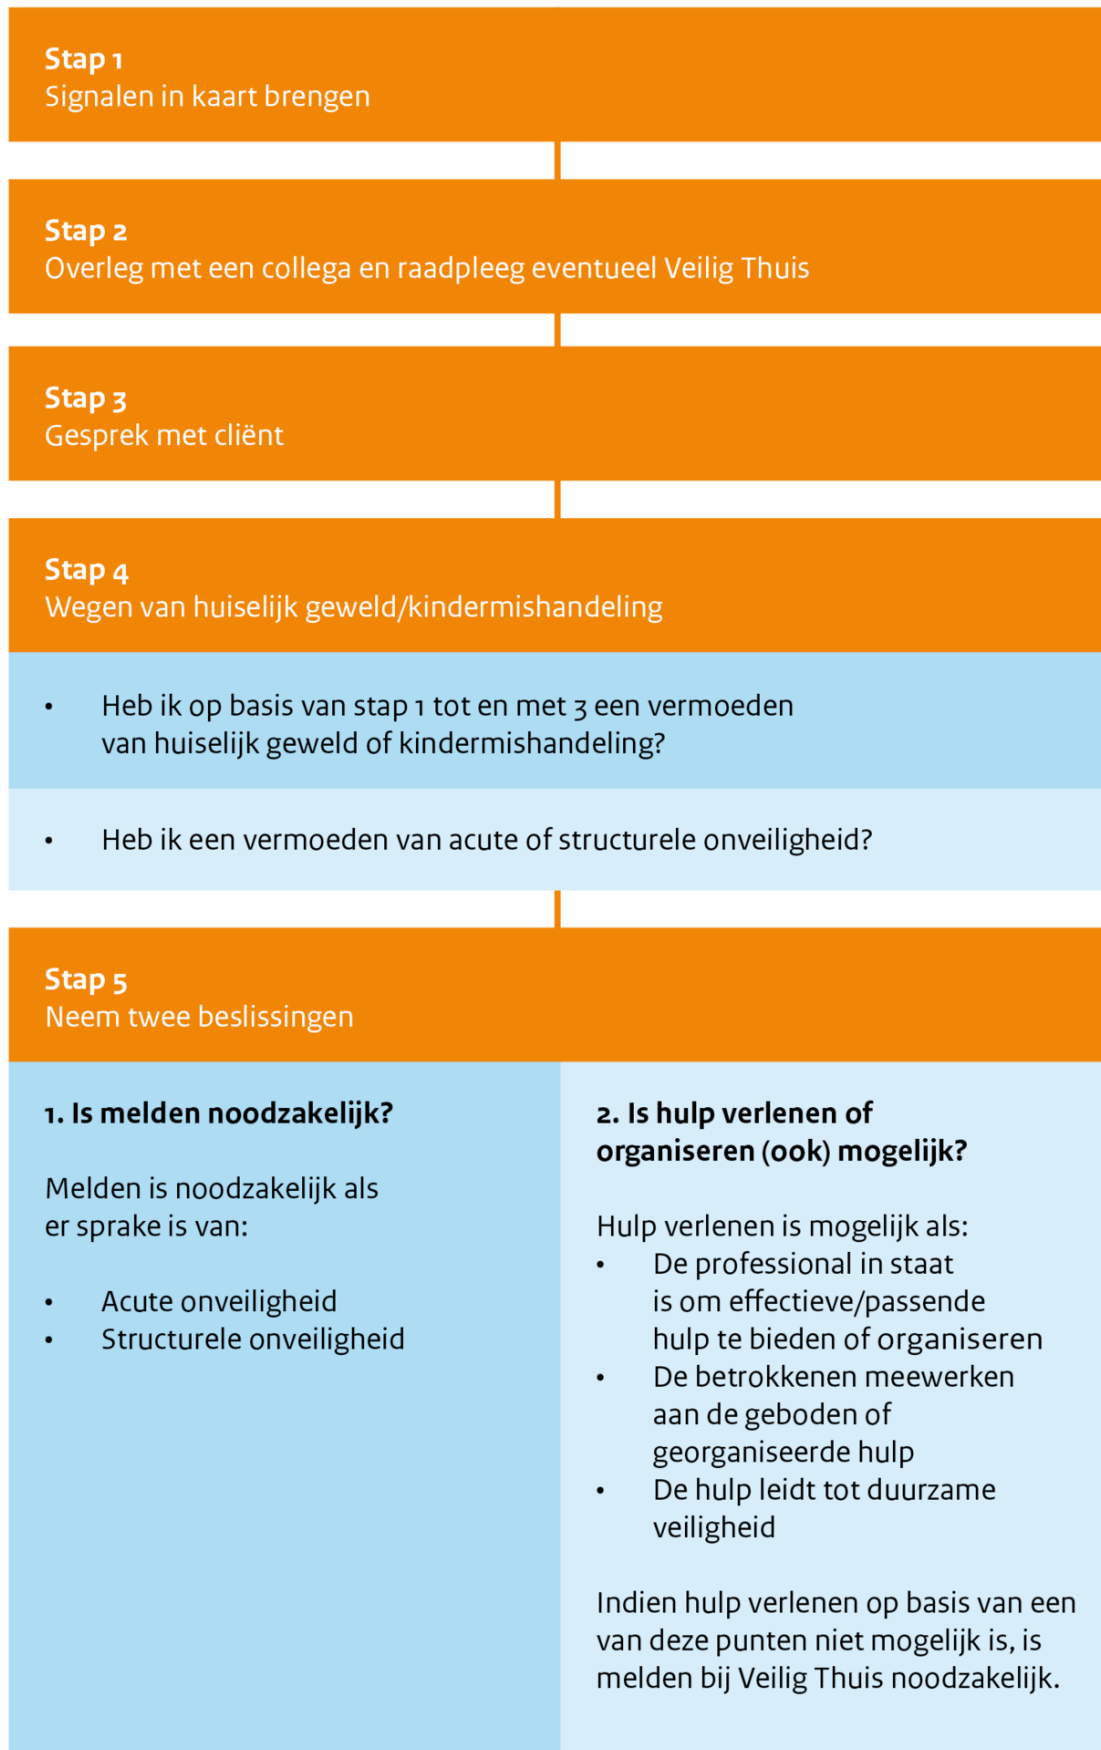 Stap 1
Signalen in kaart brengen
Stap 2
Overleg met een collega en raadpleeg eventueel Veilig Thuis
Stap 3
Gesprek met cliënt
Stap 4
Wegen van huiselijk geweld/kindermishandeling
• Heb ik op basis van stap 1 tot en met 3 een vermoeden
van huiselijk geweld of kindermishandeling?
• Heb ik een vermoeden van acute of structurele onveiligheid?
Stap 5
Neem twee beslissingen
1. Is melden noodzakelijk?
Melden is noodzakelijk als
er sprake is van:
• Acute onveiligheid
• Structurele onveiligheid
2. Is hulp verlenen of
organiseren (ook) mogelijk?
Hulp verlenen is mogelijk als:
• De professional in staat
is om effectieve/passende
hulp te bieden of organiseren
• De betrokkenen meewerken
aan de geboden of
georganiseerde hulp
• De hulp leidt tot duurzame
veiligheid
Indien hulp verlenen op basis van een
van deze punten niet mogelijk is, is
melden bij Veilig Thuis noodzakelijk.